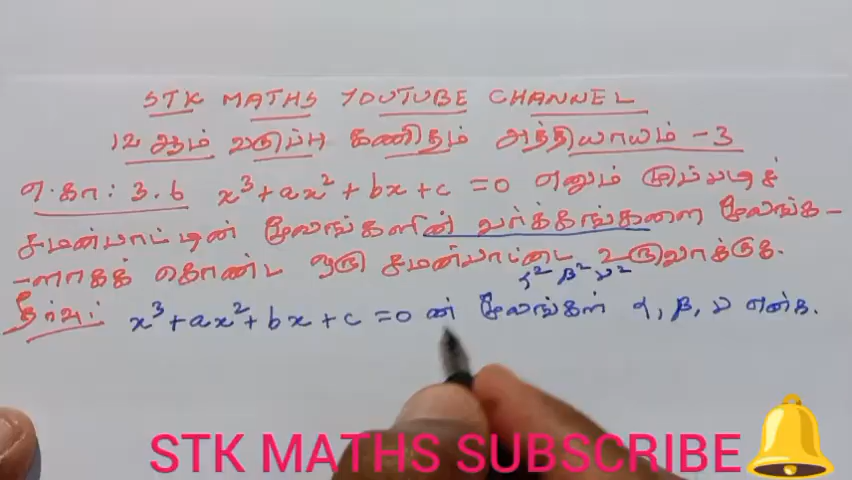 STK MATHS YOUTUBE CHANNEL
12 ஆம் வகுப்பு கணிதம் அத்தியாயம் - 3
எ.கா: 3.6 x³+ax²+bx+c=0 எனும் முப்படிச்
சமன்பாட்டின் மூலங்களின் வர்க்கங்களை மூலங்க-
-ளாகக் கொண்ட ஒரு சமன்பாட்டை உருவாக்குக.
α² β² γ²
தீர்வு: x³+ax²+bx+c=0 ன் மூலங்கள் α, β, γ என்க.
STK MATHS SUBSCRIBE